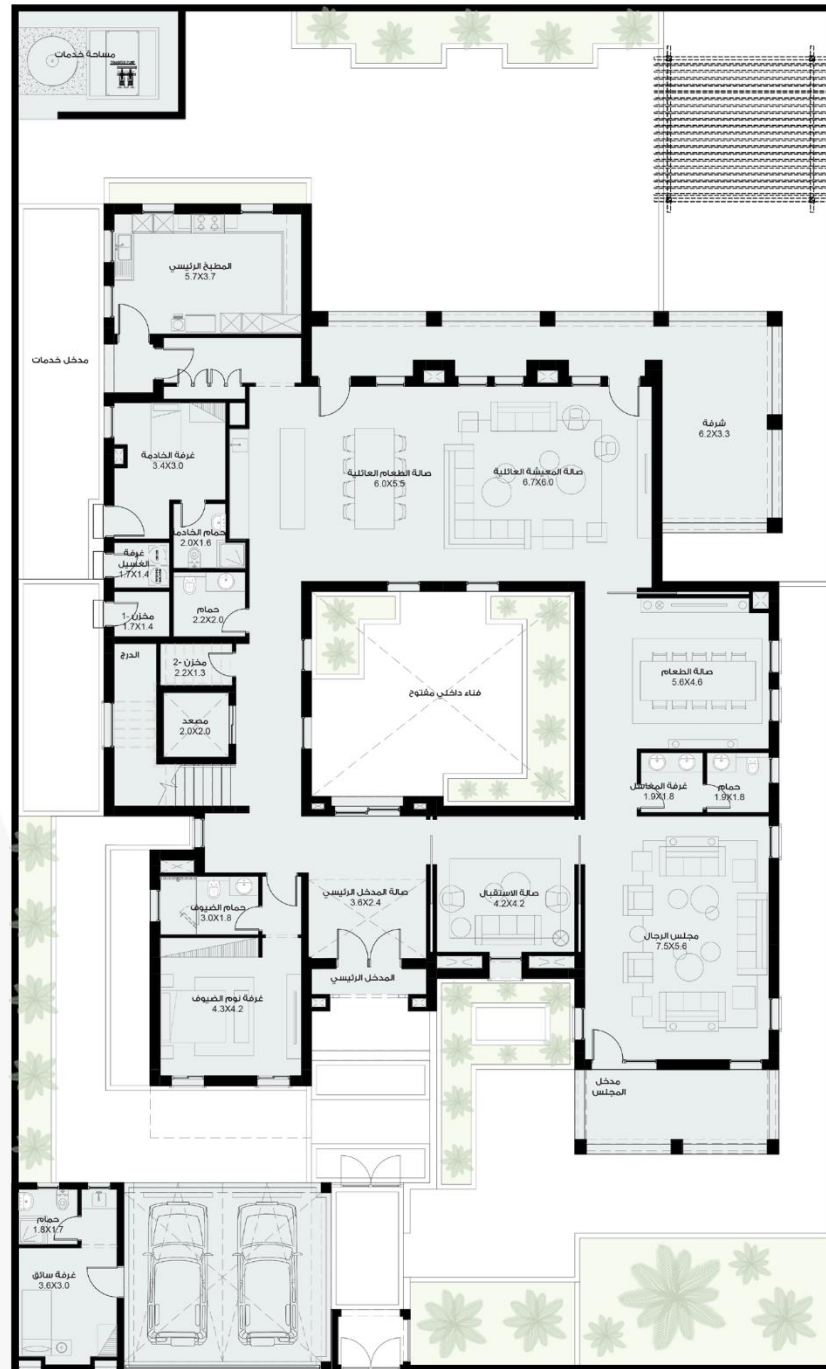 مساحة خدمات
المطبخ الرئيسي
5.7X3.7
مدخل خدمات
شرفة
6.2X3.3
غرفة الخادمة
3.4X3.0
صالة الطعام العائلية
6.0X5.5
صالة المعيشة العائلية
6.7X6.0
حمام الخادمة
2.0X1.6
غرفة
الغسيل
1.7X1.4
حمام
2.2X2.0
مخزن -1
1.7X1.4
الدرج
مخزن -2
2.2X1.3
مصعد
2.0X2.0
فناء داخلي مفتوح
صالة الطعام
5.6X4.6
غرفة المغاسل
1.9X1.8
حمام
1.9X1.8
حمام الضيوف
3.0X1.8
صالة المدخل الرئيسي
3.6X2.4
صالة الاستقبال
4.2X4.2
مجلس الرجال
7.5X5.6
المدخل الرئيسي
غرفة نوم الضيوف
4.3X4.2
مدخل
المجلس
حمام
1.8X1.7
غرفة سائق
3.6X3.0